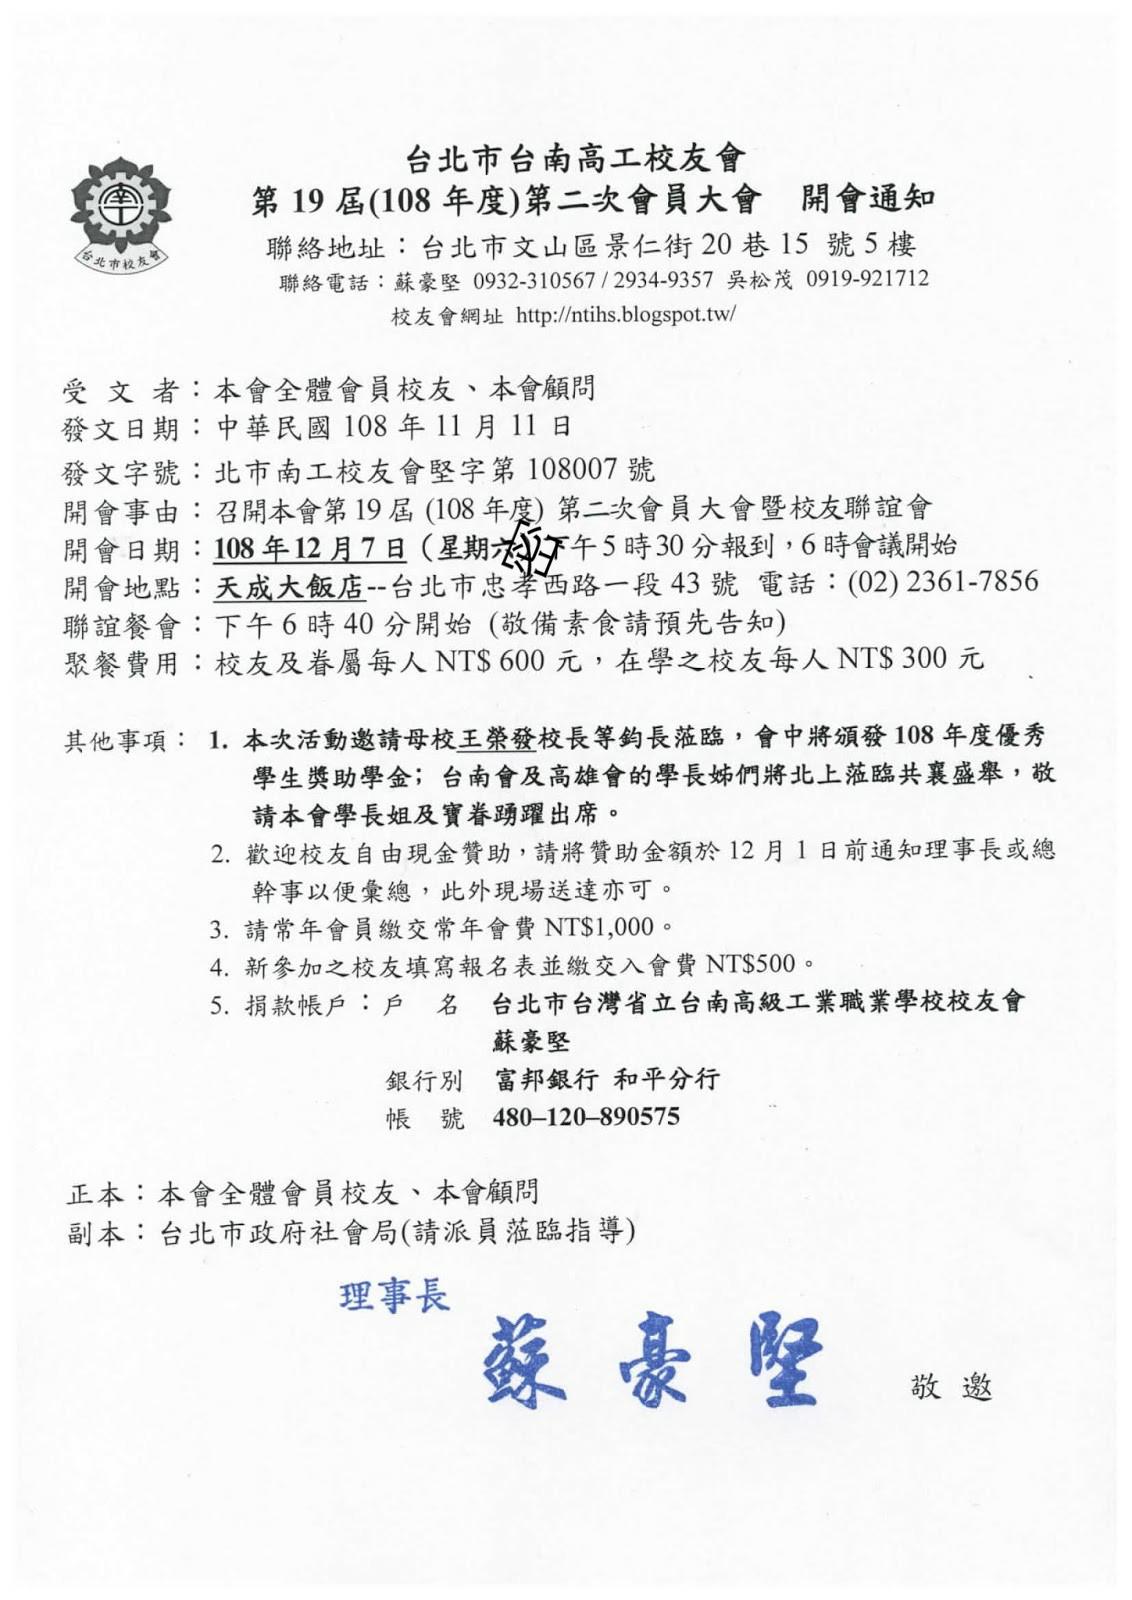 台北市台南高工校友會
第 19 屆(108 年度)第二次會員大會 開會通知
台北市校友會
聯絡地址：台北市文山區景仁街 20 巷 15 號 5 樓
聯絡電話：蘇豪堅 0932-310567 / 2934-9357 吳松茂 0919-921712
校友會網址 http://ntihs.blogspot.tw/
受 文 者：本會全體會員校友、本會顧問
發文日期：中華民國 108 年 11 月 11 日
發文字號：北市南工校友會堅字第 108007 號
開會事由：召開本會第 19 屆 (108 年度) 第二次會員大會暨校友聯誼會
開會日期：108 年 12 月 7 日（星期六 下午 5 時 30 分報到，6 時會議開始
開會地點：天成大飯店--台北市忠孝西路一段 43 號 電話：(02) 2361-7856
聯誼餐會：下午 6 時 40 分開始 (敬備素食請預先告知)
聚餐費用：校友及眷屬每人 NT$ 600 元，在學之校友每人 NT$ 300 元
其他事項： 1. 本次活動邀請母校王榮發校長等鈞長蒞臨，會中將頒發 108 年度優秀
學生獎助學金；台南會及高雄會的學長姊們將北上蒞臨共襄盛舉，敬
請本會學長姐及寶眷踴躍出席。
2. 歡迎校友自由現金贊助，請將贊助金額於 12 月 1 日前通知理事長或總
幹事以便彙總，此外現場送達亦可。
3. 請常年會員繳交常年會費 NT$1,000。
4. 新參加之校友填寫報名表並繳交入會費 NT$500。
5. 捐款帳戶：戶 名 台北市台灣省立台南高級工業職業學校校友會
蘇豪堅
銀行別 富邦銀行 和平分行
帳 號 480–120–890575
正本：本會全體會員校友、本會顧問
副本：台北市政府社會局(請派員蒞臨指導)
理事長
蘇 豪 堅 敬 邀